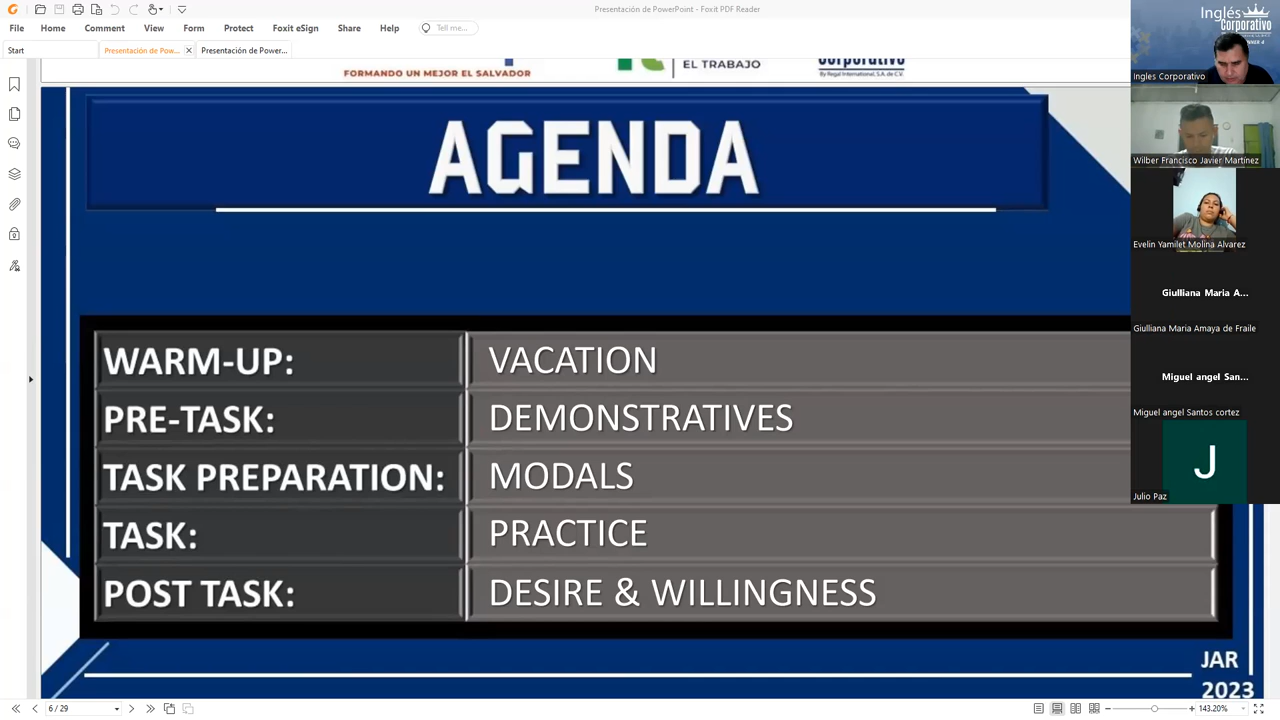 Presentación de PowerPoint - Foxit PDF Reader
File Home Comment View Form Protect Foxit eSign Share Help Tell me...
Start Presentación de Pow... Presentación de Power...
FORMANDO UN MEJOR EL SALVADOR
EL TRABAJO
Corporativo
By Regal International, S.A. de C.V.
AGENDA
WARM-UP: VACATION
PRE-TASK: DEMONSTRATIVES
TASK PREPARATION: MODALS
TASK: PRACTICE
POST TASK: DESIRE & WILLINGNESS
JAR
2023
Inglés
Corporativo
Ingles Corporativo
Wilber Francisco Javier Martínez
Evelin Yamilet Molina Alvarez
Giulliana Maria A...
Giulliana Maria Amaya de Fraile
Miguel angel San...
Miguel angel Santos cortez
J
Julio Paz
6 / 29
143.20%